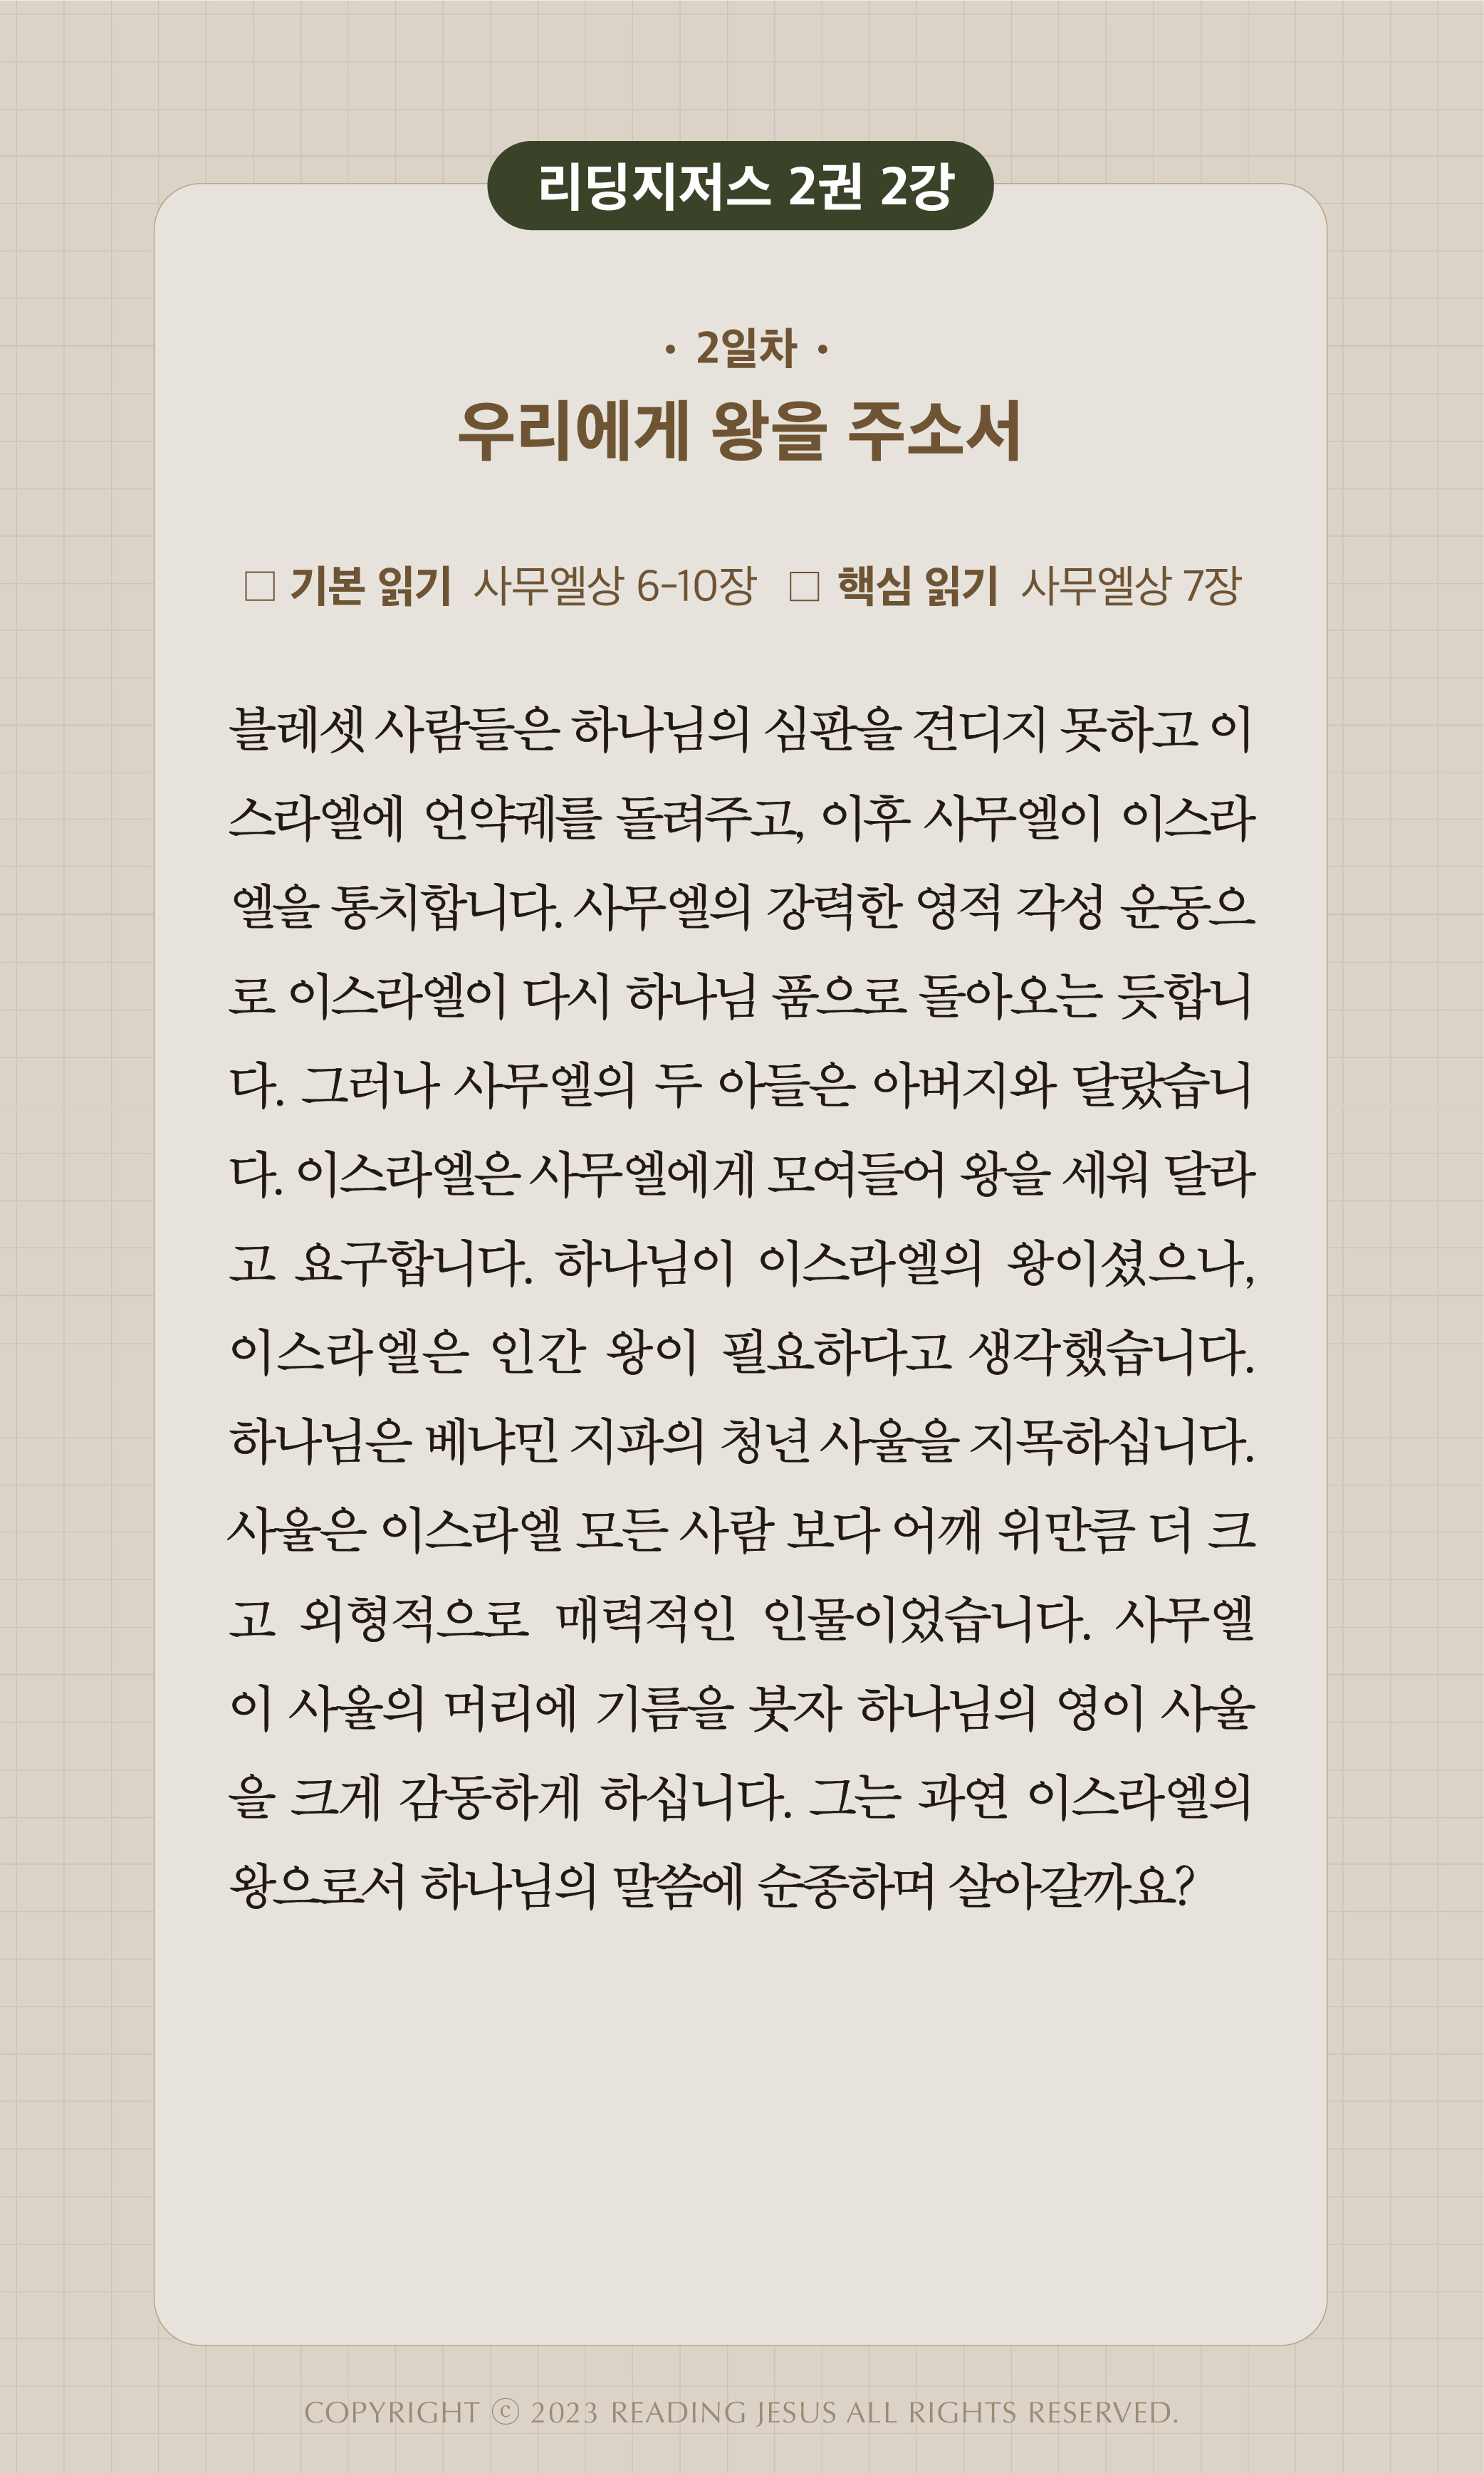 리딩지저스 2권 2강
· 2일차 ·
우리에게 왕을 주소서
□ 기본 읽기 사무엘상 6-10장 □ 핵심 읽기 사무엘상 7장
블레셋 사람들은 하나님의 심판을 견디지 못하고 이
스라엘에 언약궤를 돌려주고, 이후 사무엘이 이스라
엘을 통치합니다. 사무엘의 강력한 영적 각성 운동으
로 이스라엘이 다시 하나님 품으로 돌아오는 듯합니
다. 그러나 사무엘의 두 아들은 아버지와 달랐습니
다. 이스라엘은 사무엘에게 모여들어 왕을 세워 달라
고 요구합니다. 하나님이 이스라엘의 왕이셨으나,
이스라엘은 인간 왕이 필요하다고 생각했습니다.
하나님은 베냐민 지파의 청년 사울을 지목하십니다.
사울은 이스라엘 모든 사람 보다 어깨 위만큼 더 크
고 외형적으로 매력적인 인물이었습니다. 사무엘
이 사울의 머리에 기름을 붓자 하나님의 영이 사울
을 크게 감동하게 하십니다. 그는 과연 이스라엘의
왕으로서 하나님의 말씀에 순종하며 살아갈까요?
COPYRIGHT ⓒ 2023 READING JESUS ALL RIGHTS RESERVED.